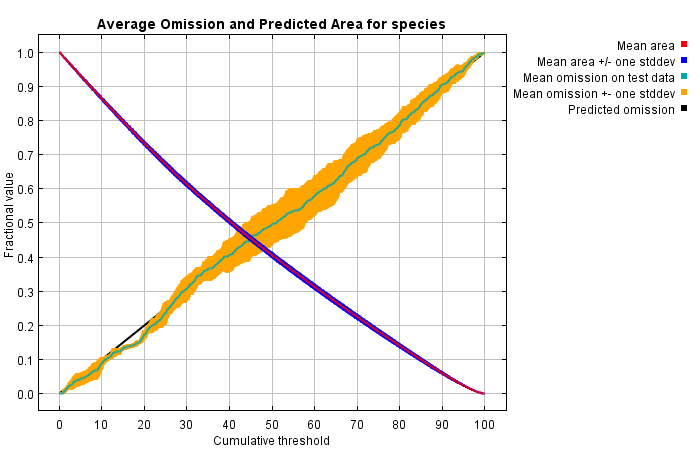 Average Omission and Predicted Area for species
Mean area
Mean area +/- one stddev
Mean omission on test data
Mean omission +- one stddev
Predicted omission
Fractional value
1.0
0.9
0.8
0.7
0.6
0.5
0.4
0.3
0.2
0.1
0.0
0 10 20 30 40 50 60 70 80 90 100
Cumulative threshold